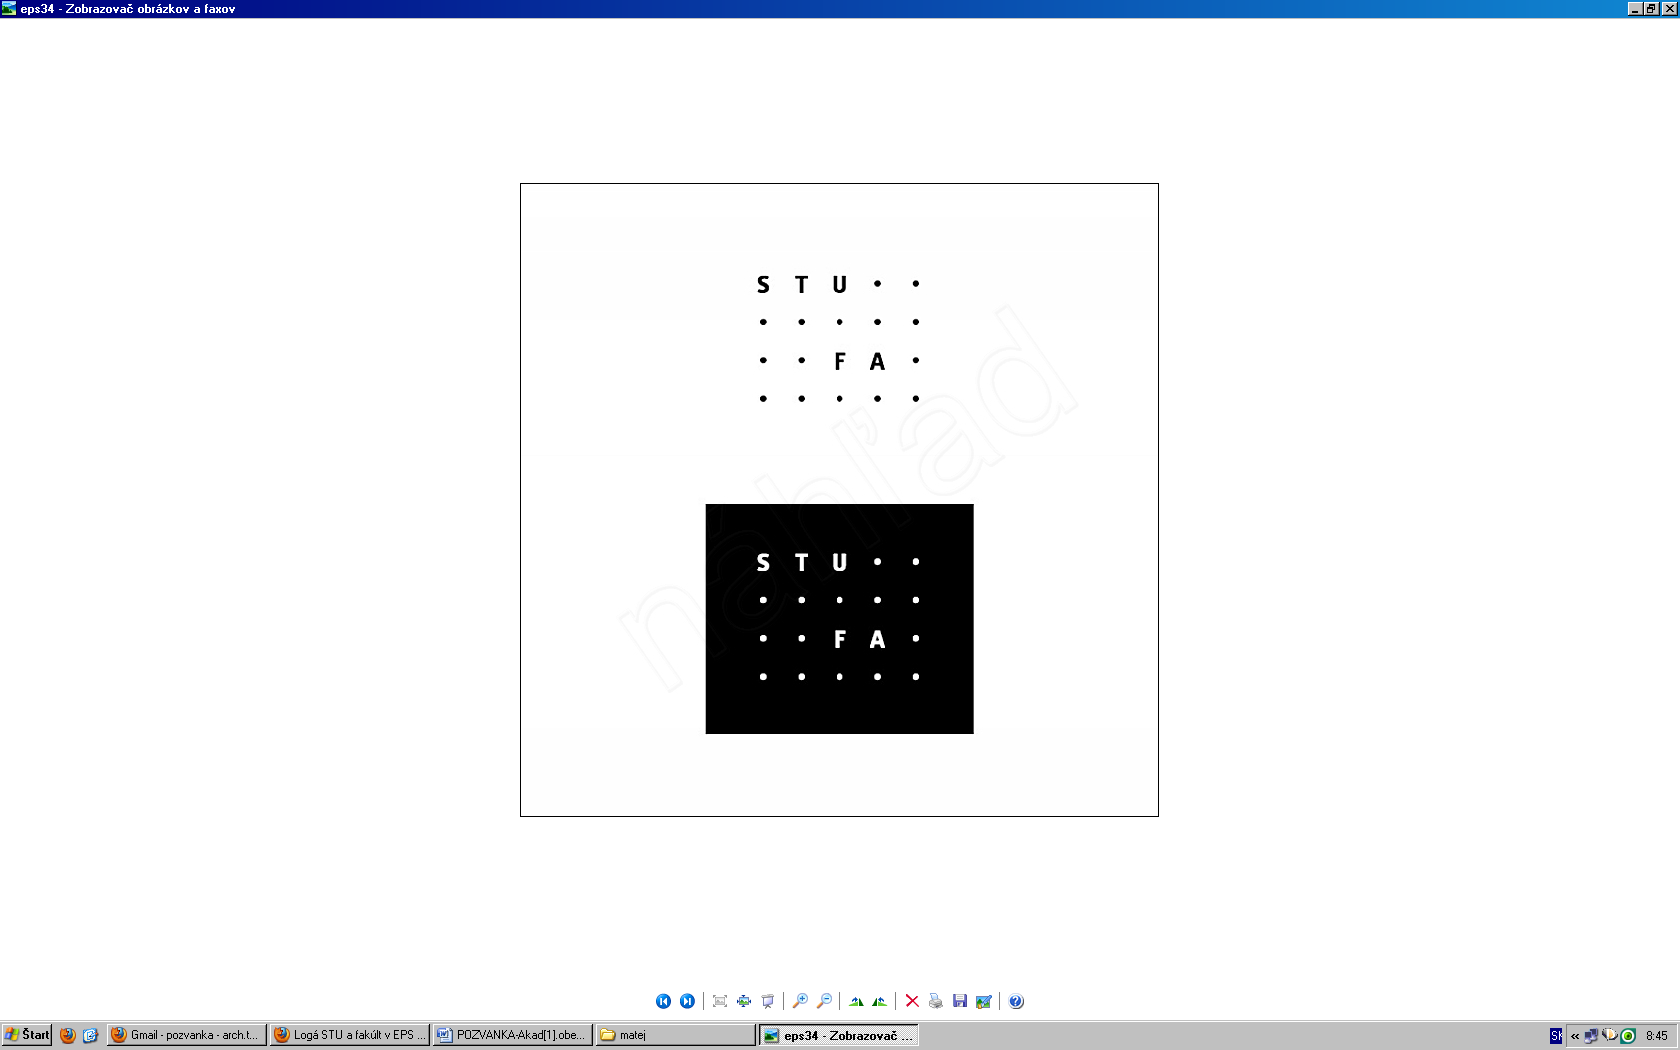 eps34 - Zobrazovač obrázkov a faxov
S T U • •
• • • • •
• • F A •
• • • • •
náhľad
S T U • •
• • • • •
• • F A •
• • • • •
Štart
Gmail - pozvanka - arch.t...
Logá STU a fakúlt v EPS ...
POZVANKA-Akad[1].obe...
matej
eps34 - Zobrazovač ...
SK
«
8:45